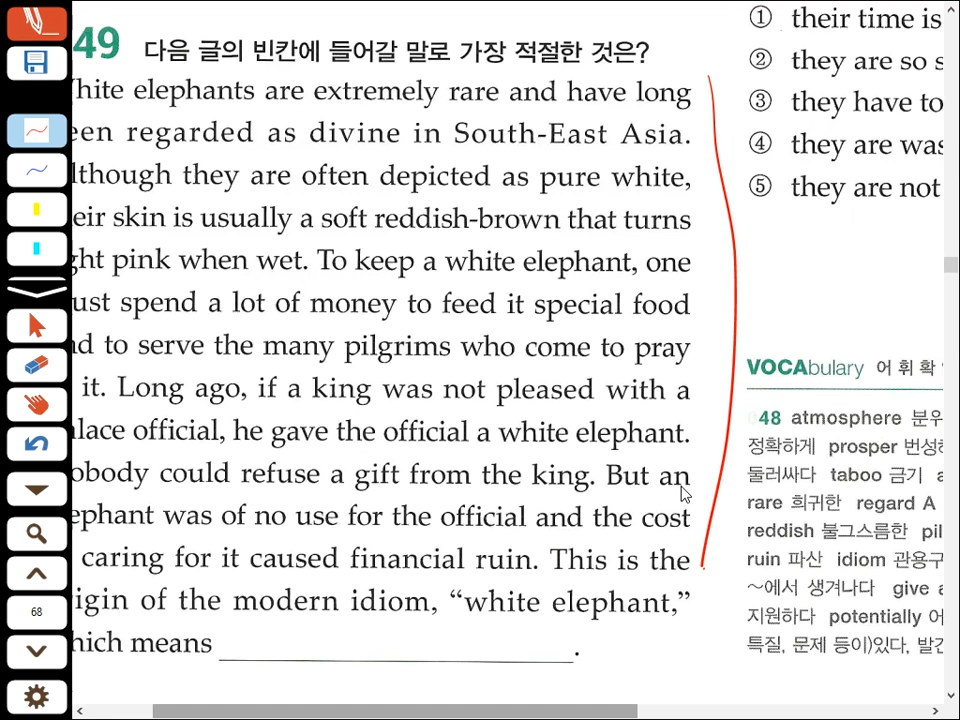 49 다음 글의 빈칸에 들어갈 말로 가장 적절한 것은?
hite elephants are extremely rare and have long
een regarded as divine in South-East Asia.
lthough they are often depicted as pure white,
eir skin is usually a soft reddish-brown that turns
ght pink when wet. To keep a white elephant, one
ust spend a lot of money to feed it special food
nd to serve the many pilgrims who come to pray
it. Long ago, if a king was not pleased with a
lace official, he gave the official a white elephant.
obody could refuse a gift from the king. But an
ephant was of no use for the official and the cost
caring for it caused financial ruin. This is the
igin of the modern idiom, “white elephant,”
hich means .
① their time is
② they are so s
③ they have to
④ they are was
⑤ they are not
VOCAbulary 어 휘 확
48 atmosphere 분우
정확하게 prosper 번성
둘러싸다 taboo 금기 a
rare 희귀한 regard A
reddish 불그스름한 pil
ruin 파산 idiom 관용구
～에서 생겨나다 give a
지원하다 potentially 어
특질, 문제 등이)있다, 발견
68